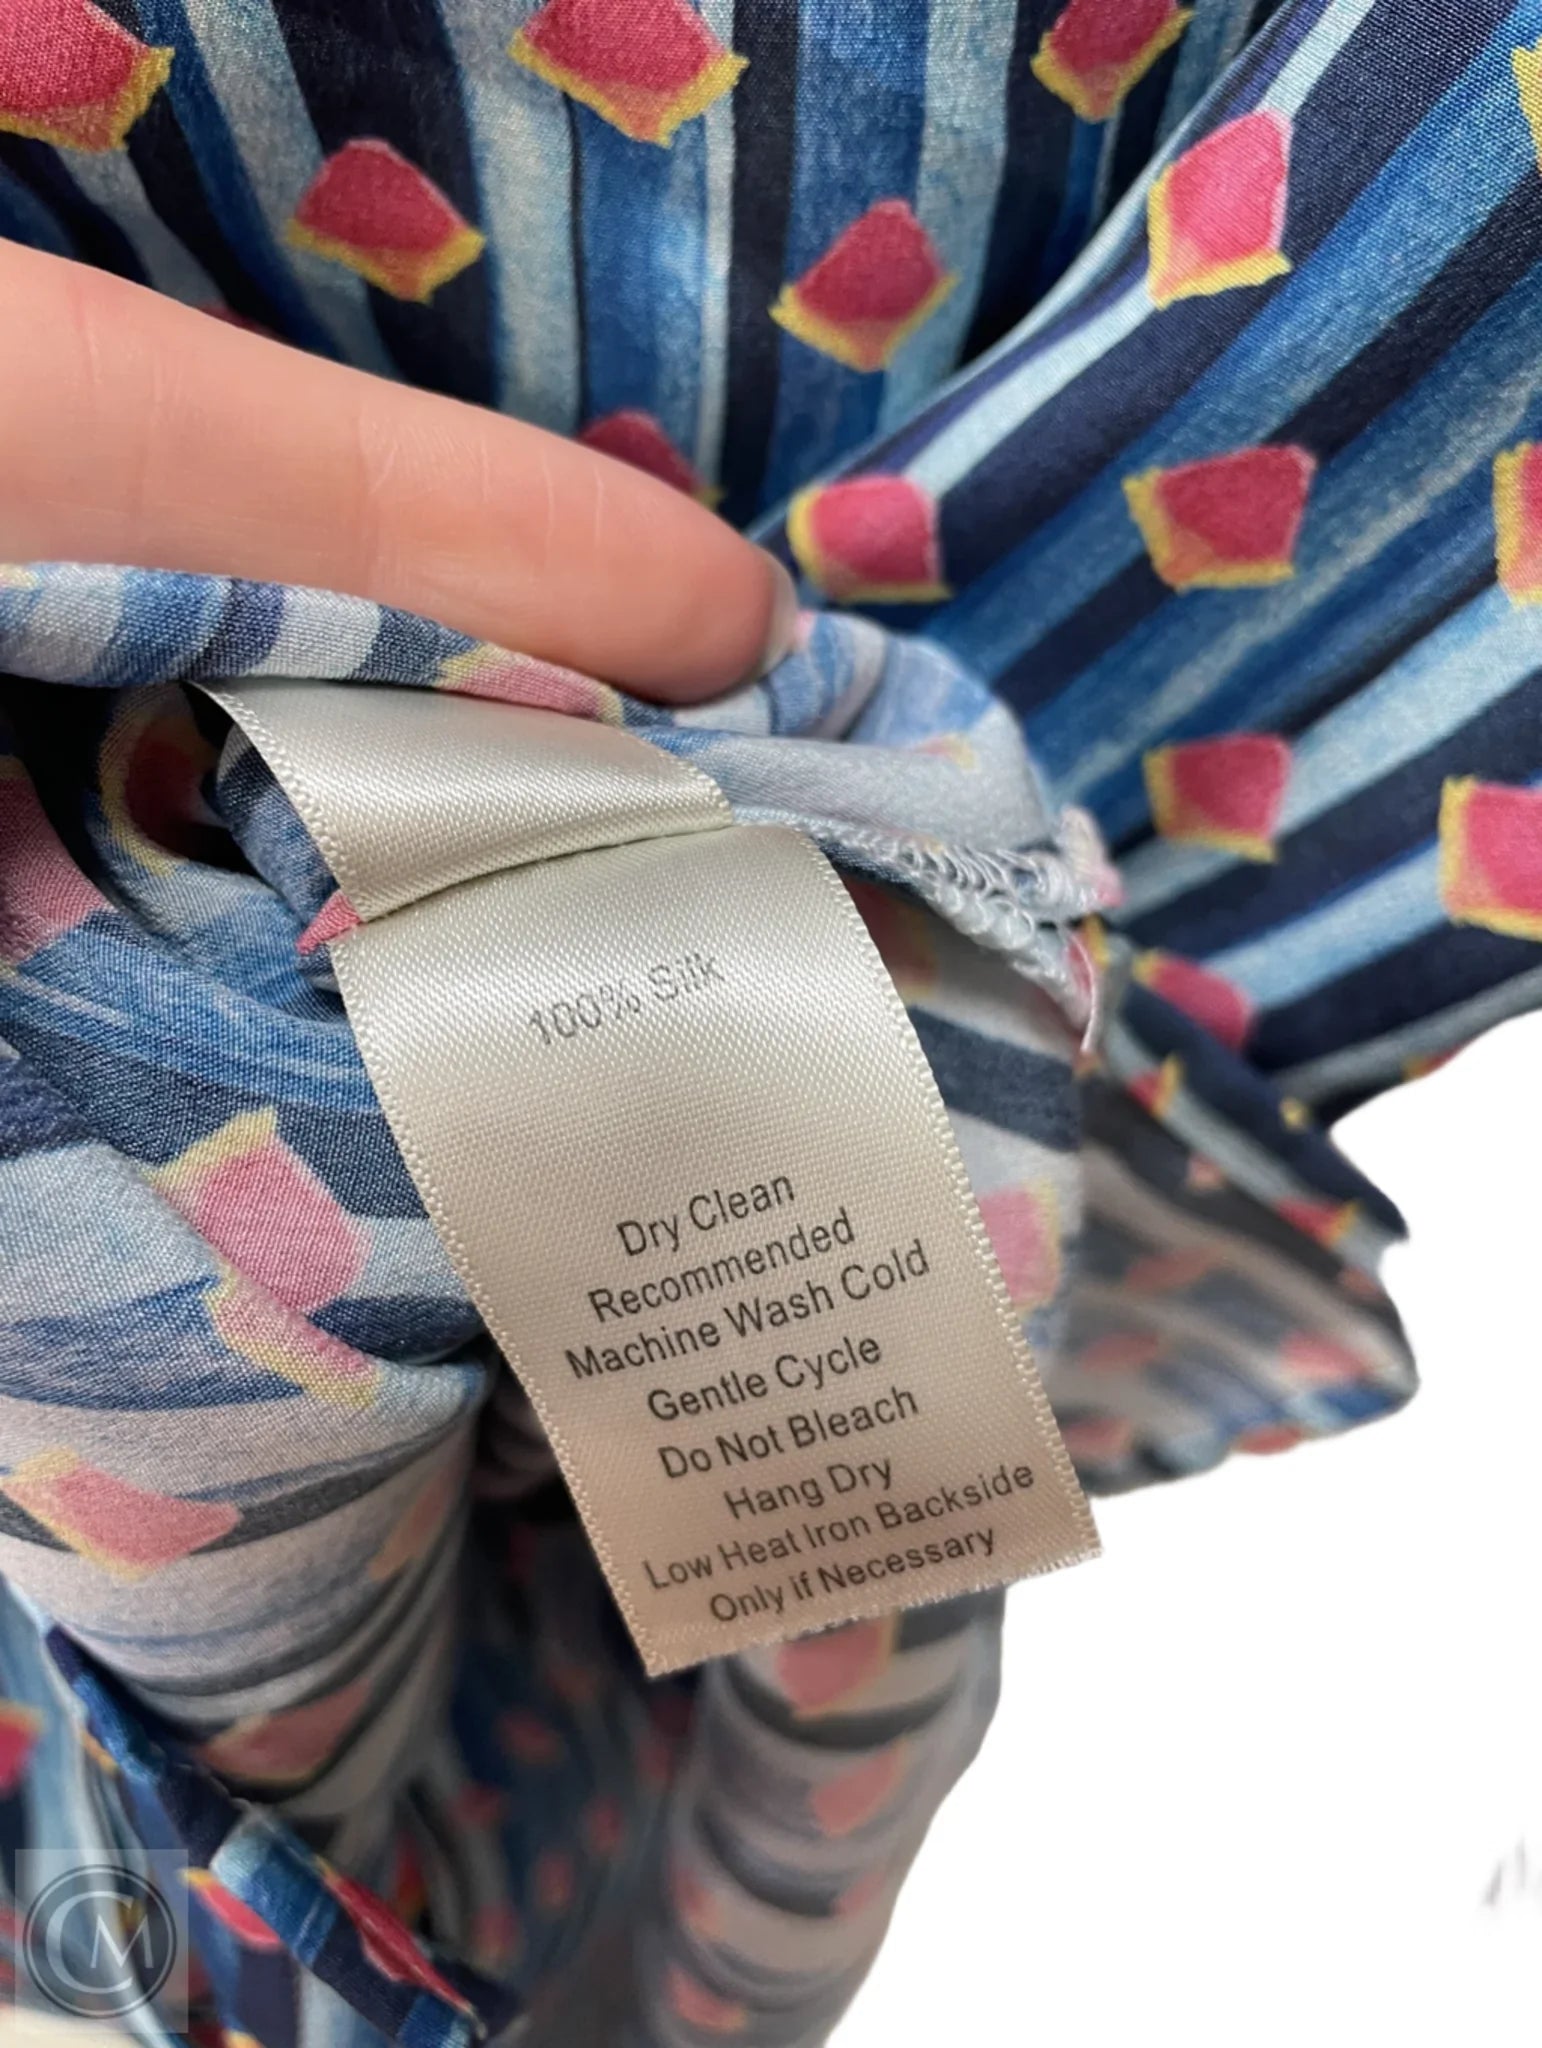 100% Silk
Dry Clean
Recommended
Machine Wash Cold
Gentle Cycle
Do Not Bleach
Hang Dry
Low Heat Iron Backside
Only if Necessary
CM